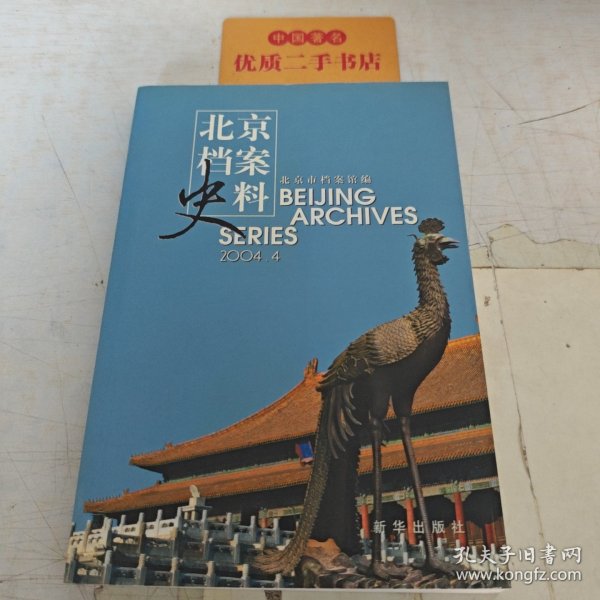 中国著名
优质二手书店
北京
档案
史料
北京市档案馆编
BEIJING
ARCHIVES
SERIES
2004.4
新华出版社
孔夫子旧书网
www.kongfz.com